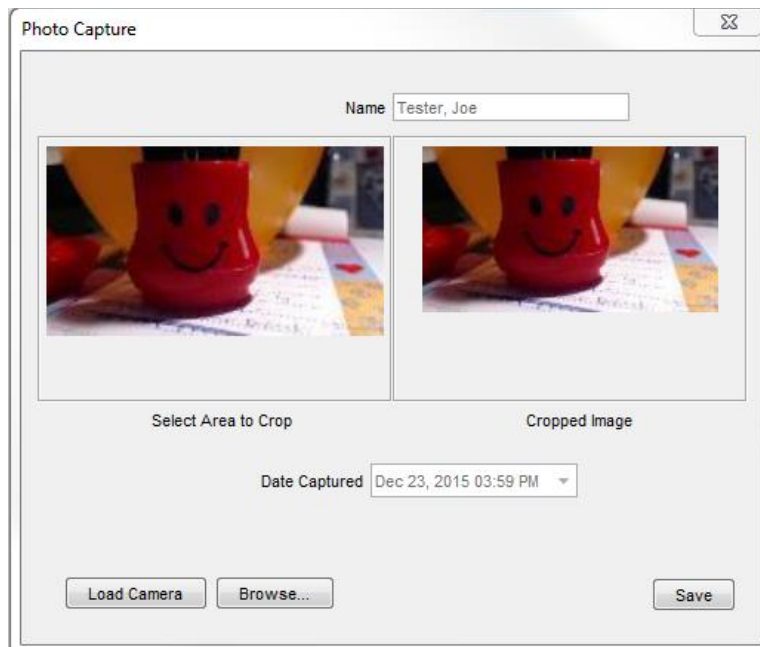 Photo Capture
Name Tester, Joe
Select Area to Crop
Cropped Image
Date Captured Dec 23, 2015 03:59 PM
Load Camera
Browse...
Save